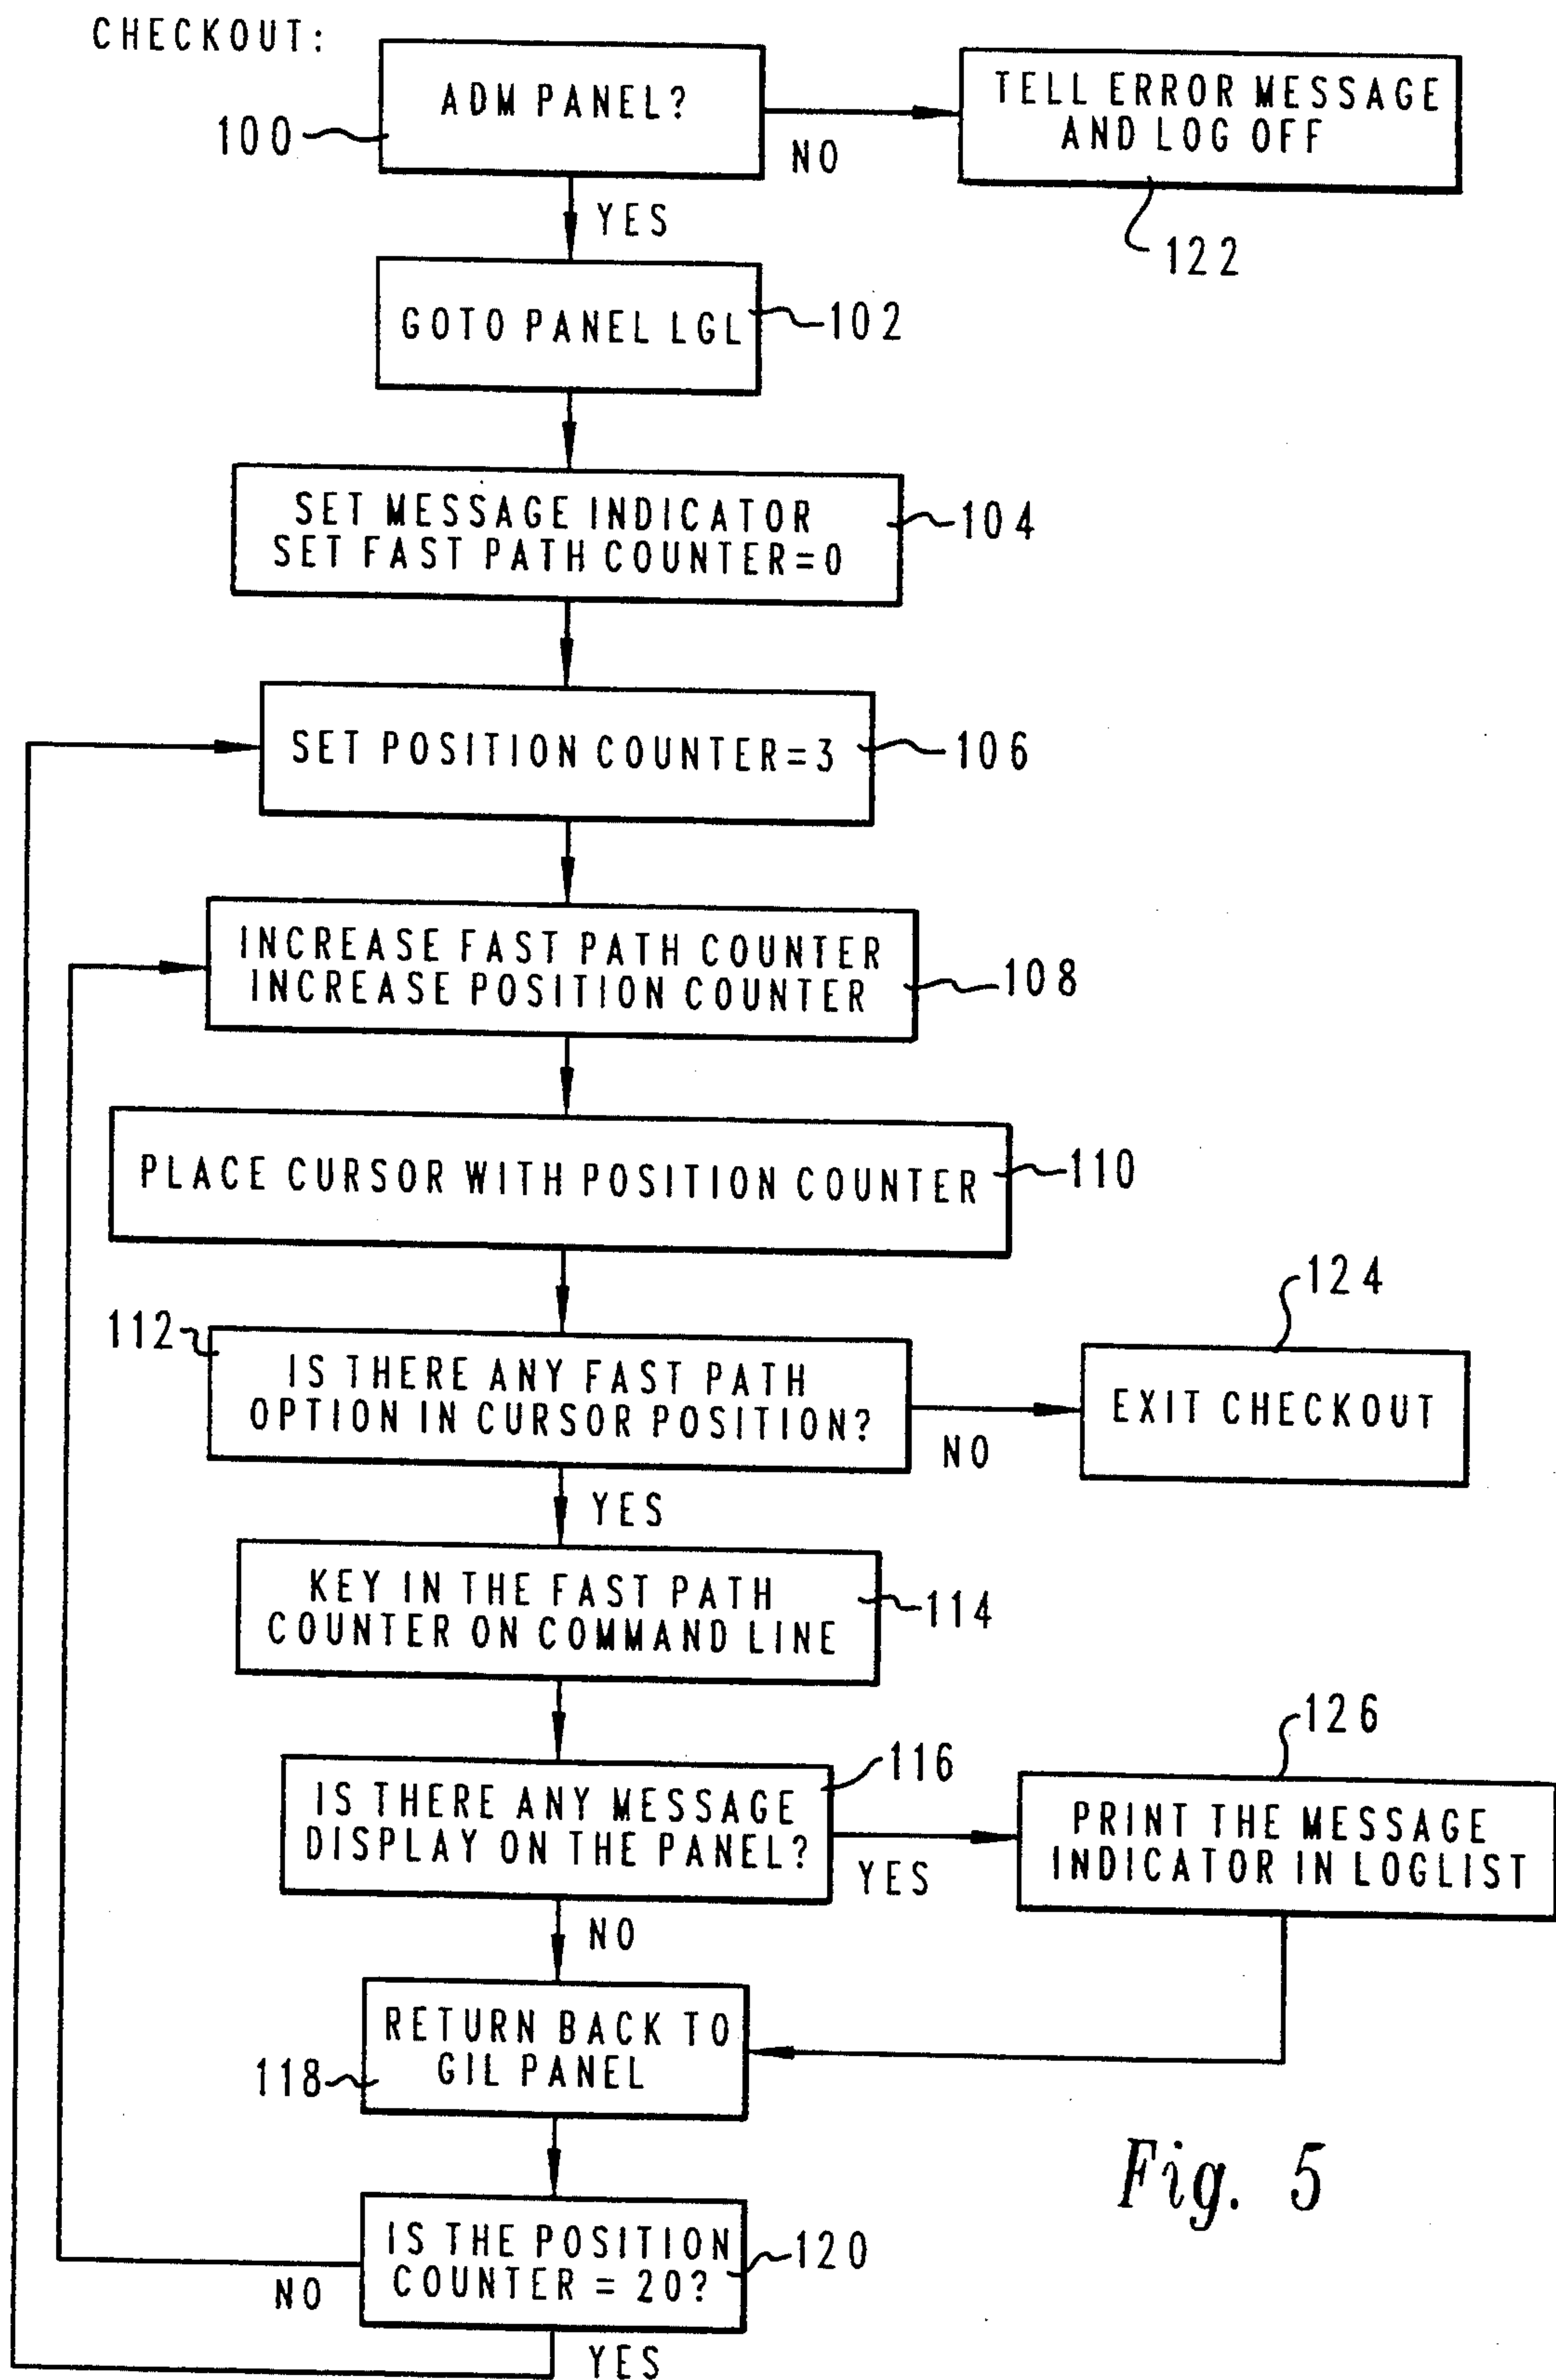 CHECKOUT:
ADM PANEL?
100
NO
TELL ERROR MESSAGE
AND LOG OFF
122
YES
GOTO PANEL LGL
102
SET MESSAGE INDICATOR
SET FAST PATH COUNTER=0
104
SET POSITION COUNTER=3
106
INCREASE FAST PATH COUNTER
INCREASE POSITION COUNTER
108
PLACE CURSOR WITH POSITION COUNTER
110
112
IS THERE ANY FAST PATH
OPTION IN CURSOR POSITION?
NO
124
EXIT CHECKOUT
YES
KEY IN THE FAST PATH
COUNTER ON COMMAND LINE
114
IS THERE ANY MESSAGE
DISPLAY ON THE PANEL?
116
YES
126
PRINT THE MESSAGE
INDICATOR IN LOGLIST
NO
RETURN BACK TO
GIL PANEL
118
IS THE POSITION
COUNTER = 20?
120
NO
YES
Fig. 5